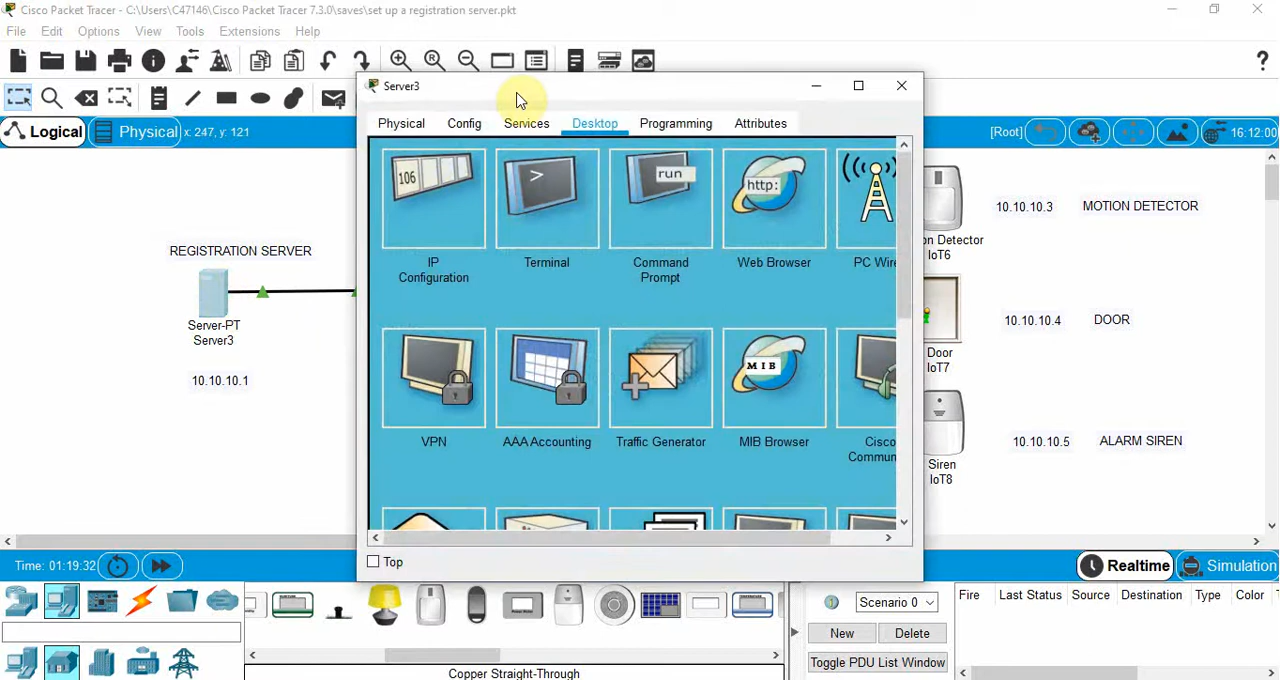 Cisco Packet Tracer - C:\Users\C47146\Cisco Packet Tracer 7.3.0\saves\set up a registration server.pkt
File Edit Options View Tools Extensions Help
?
Logical Physical x: 247, y: 121
[Root] 16:12:00
Server3
Physical Config Services Desktop Programming Attributes
106
>
run
http:
IP
Configuration
Terminal
Command
Prompt
Web Browser
PC Wire
MIB
VPN
AAA Accounting
Traffic Generator
MIB Browser
Cisco
Commun
Top
REGISTRATION SERVER
Server-PT
Server3
10.10.10.1
10.10.10.3 MOTION DETECTOR
on Detector
IoT6
10.10.10.4 DOOR
Door
IoT7
10.10.10.5 ALARM SIREN
Siren
IoT8
Time: 01:19:32
Realtime Simulation
Scenario 0
New Delete
Toggle PDU List Window
Fire Last Status Source Destination Type Color
Copper Straight-Through